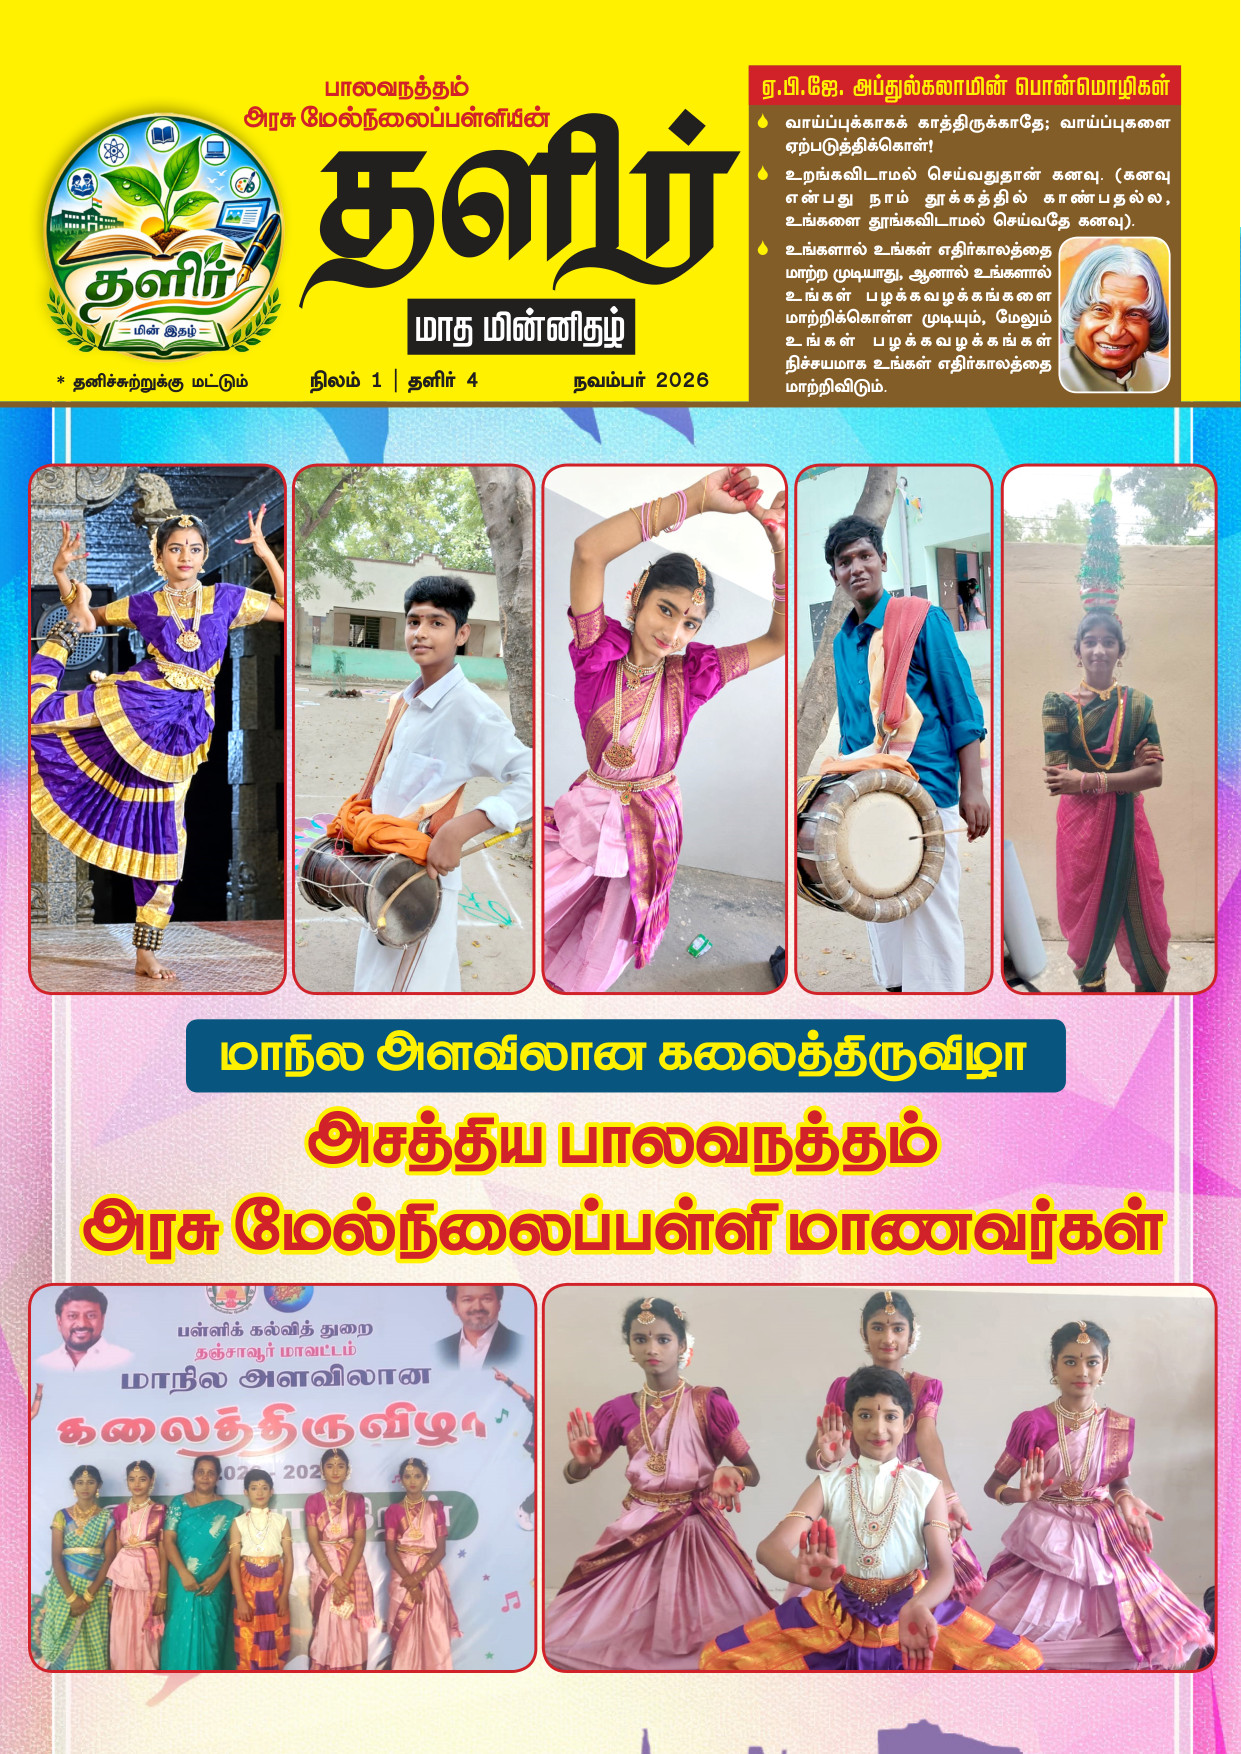 பாலவநத்தம்
அரசு மேல்நிலைப்பள்ளியின்
தளிர்
மாத மின்னிதழ்
தளிர்
மின் இதழ்
* தனிச்சுற்றுக்கு மட்டும்
நிலம் 1 | தளிர் 4
நவம்பர் 2026
ஏ.பி.ஜே. அப்துல்கலாமின் பொன்மொழிகள்
வாய்ப்புக்காகக் காத்திருக்காதே; வாய்ப்புகளை
ஏற்படுத்திக்கொள்!
உறங்கவிடாமல் செய்வதுதான் கனவு. (கனவு
என்பது நாம் தூக்கத்தில் காண்பதல்ல,
உங்களை தூங்கவிடாமல் செய்வதே கனவு).
உங்களால் உங்கள் எதிர்காலத்தை
மாற்ற முடியாது, ஆனால் உங்களால்
உங்கள் பழக்கவழக்கங்களை
மாற்றிக்கொள்ள முடியும், மேலும்
உங்கள் பழக்கவழக்கங்கள்
நிச்சயமாக உங்கள் எதிர்காலத்தை
மாற்றிவிடும்.
மாநில அளவிலான கலைத்திருவிழா
அசத்திய பாலவநத்தம்
அரசு மேல்நிலைப்பள்ளி மாணவர்கள்
பள்ளிக் கல்வித் துறை
தஞ்சாவூர் மாவட்டம்
மாநில அளவிலான
கலைத்திருவிழா